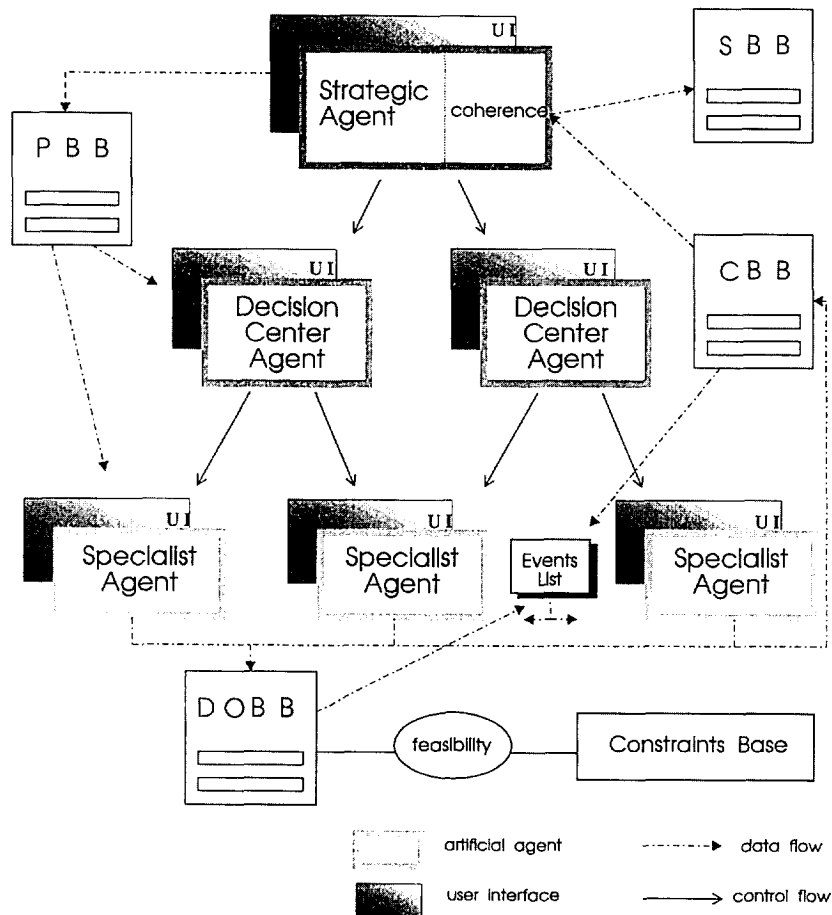 UI
Strategic
Agent
coherence
S B B
P B B
UI
Decision
Center
Agent
UI
Decision
Center
Agent
C B B
UI
Specialist
Agent
UI
Specialist
Agent
Events
List
UI
Specialist
Agent
D O B B
feasibility
Constraints Base
artificial agent
data flow
user interface
control flow